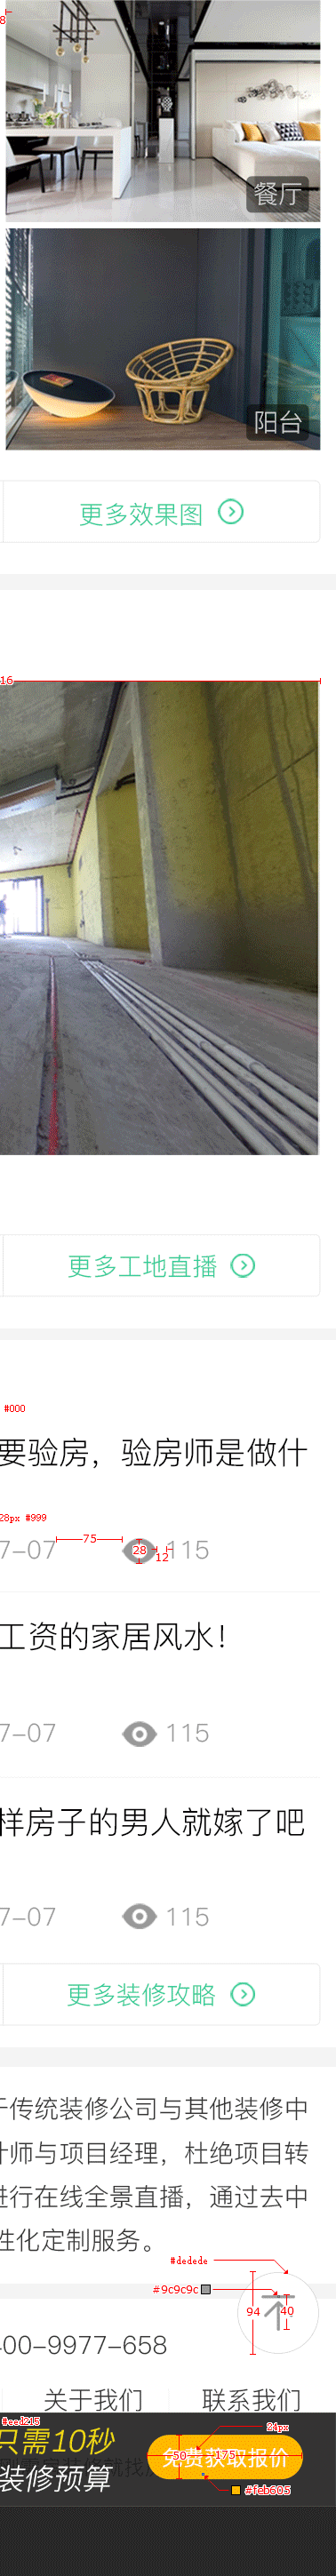 8
餐厅
阳台
更多效果图
16
更多工地直播
#000
要验房，验房师是做什
28px #999
7-07
75
28
12
115
工资的家居风水！
7-07
115
样房子的男人就嫁了吧
7-07
115
更多装修攻略
于传统装修公司与其他装修中
计师与项目经理，杜绝项目转
进行在线全景直播，通过去中
性化定制服务。
#dedede
#9c9c9c
94
40
400-9977-658
关于我们
联系我们
#eed215
只需10秒
24px
50
175
免费获取报价
装修预算
#feb605